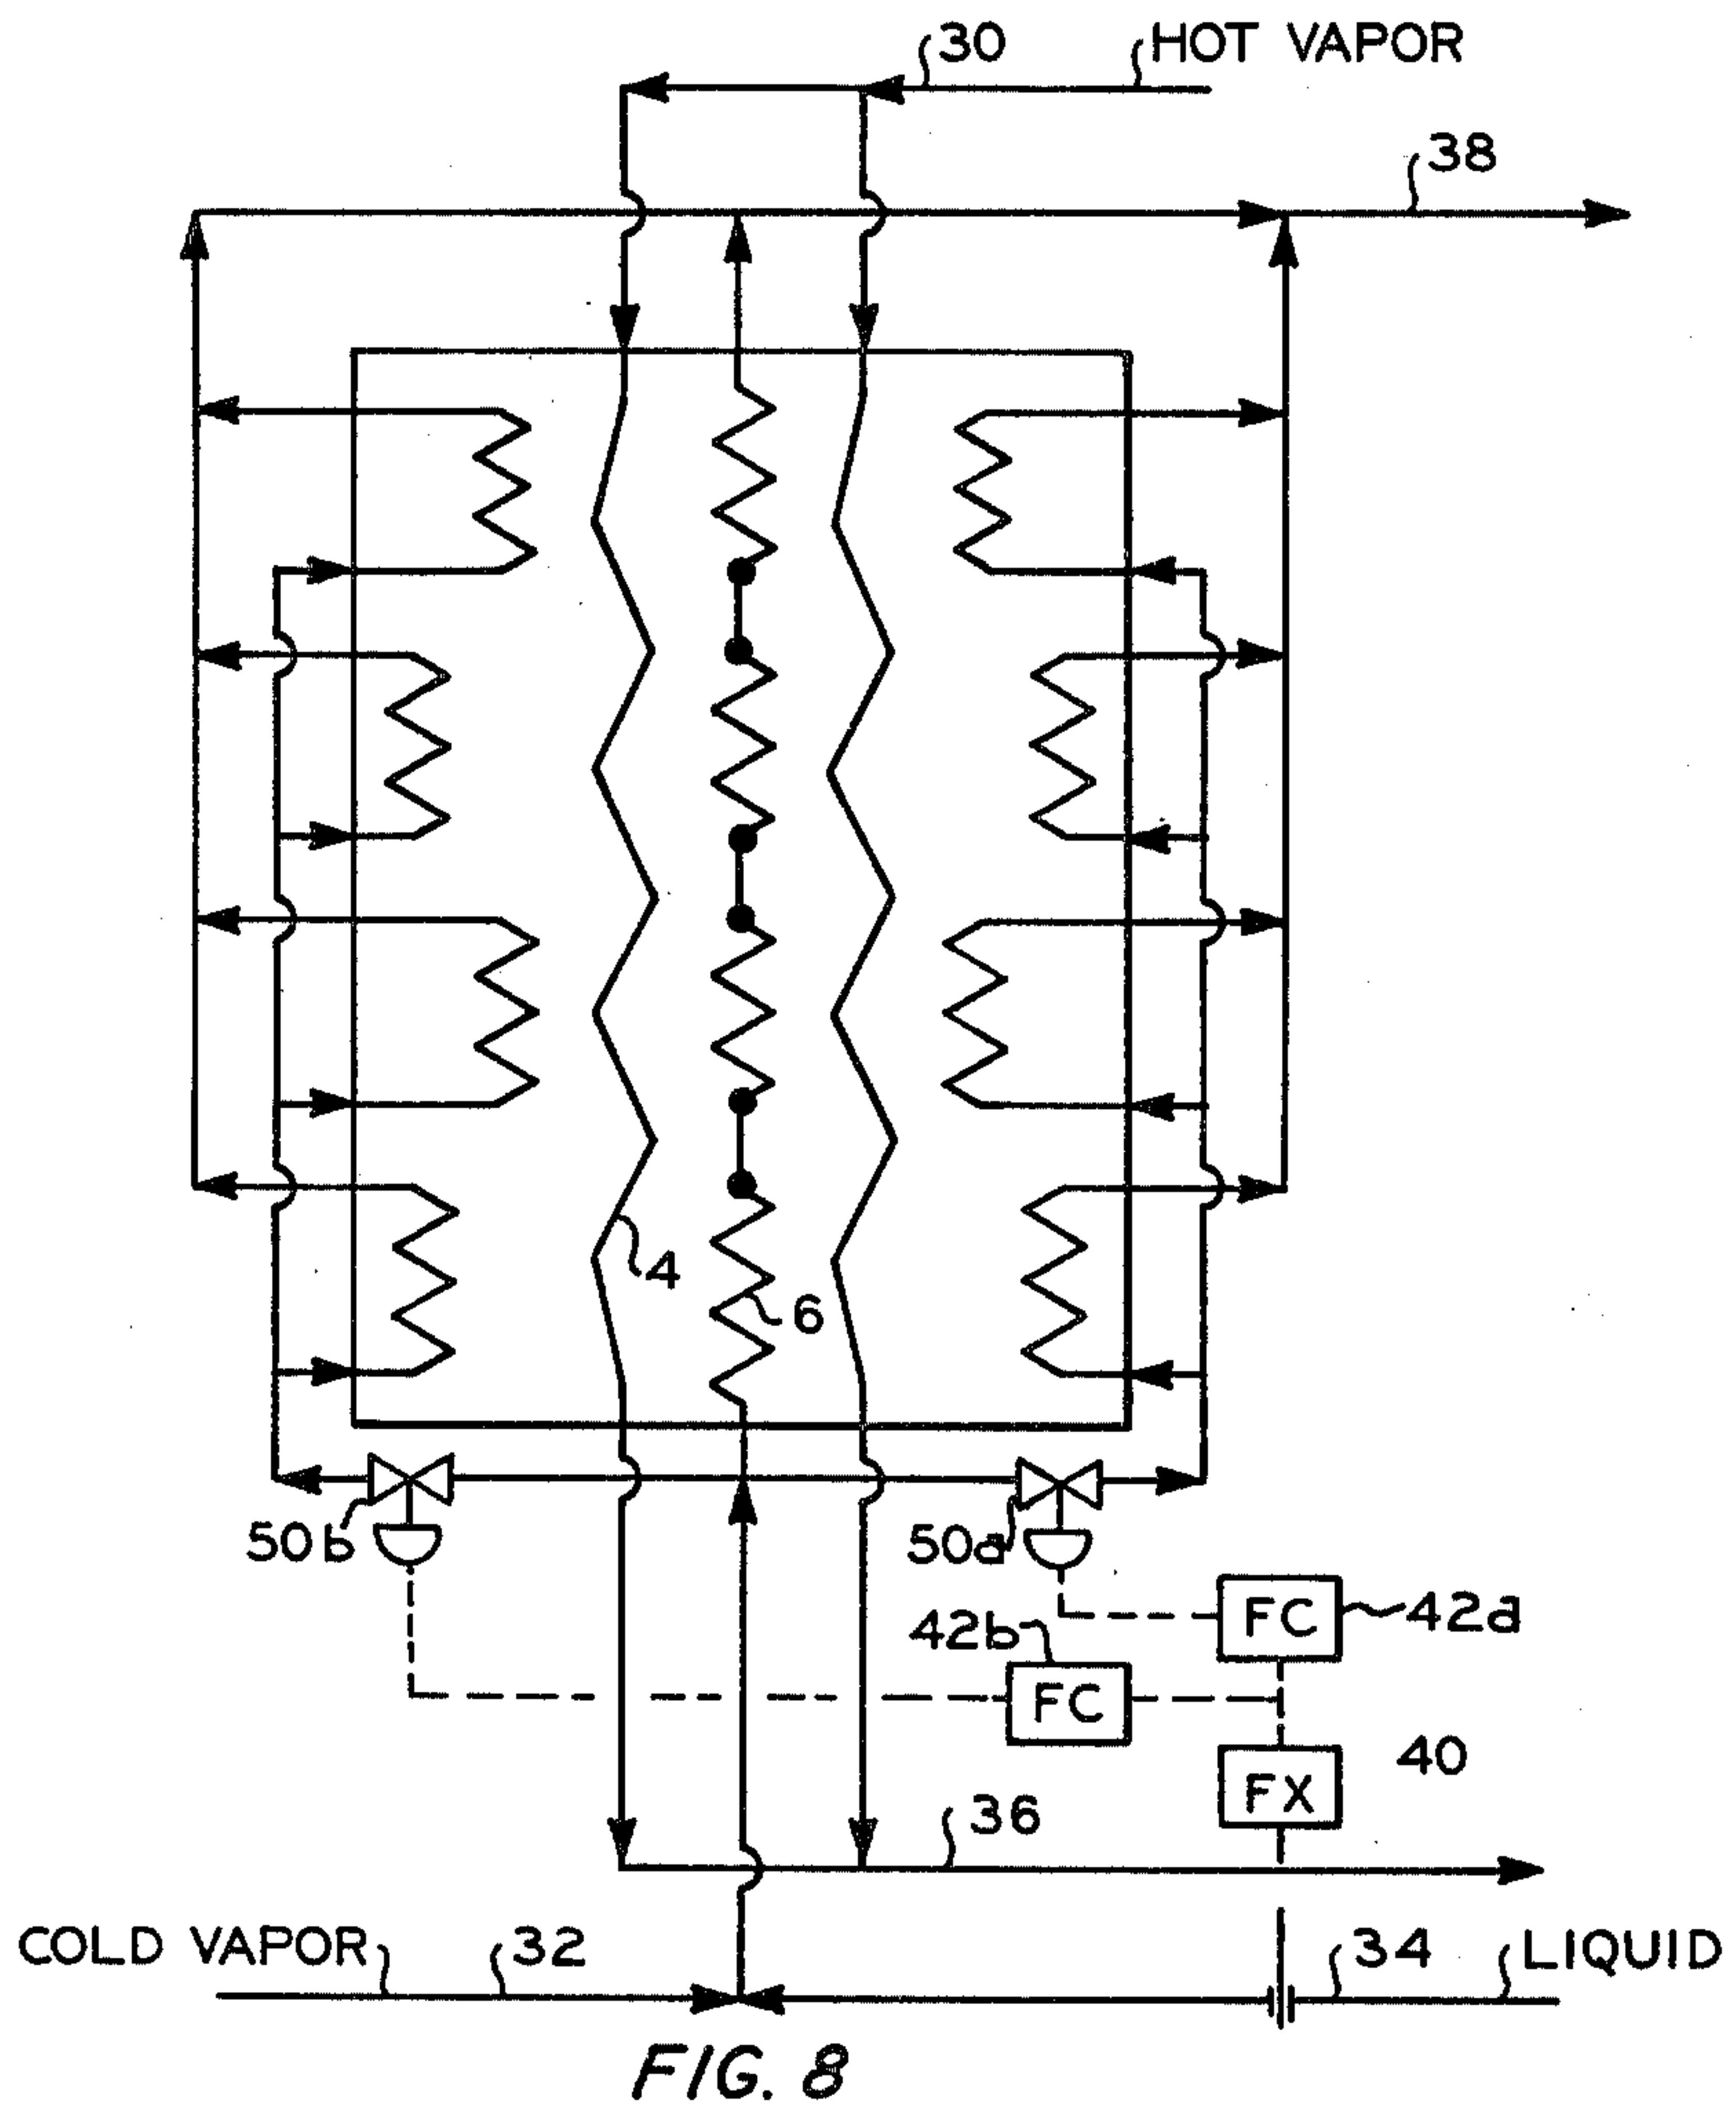 30
HOT VAPOR
38
4
6
50b
50a
42b
FC
42a
FC
FX
40
36
COLD VAPOR
32
34
LIQUID
FIG. 8